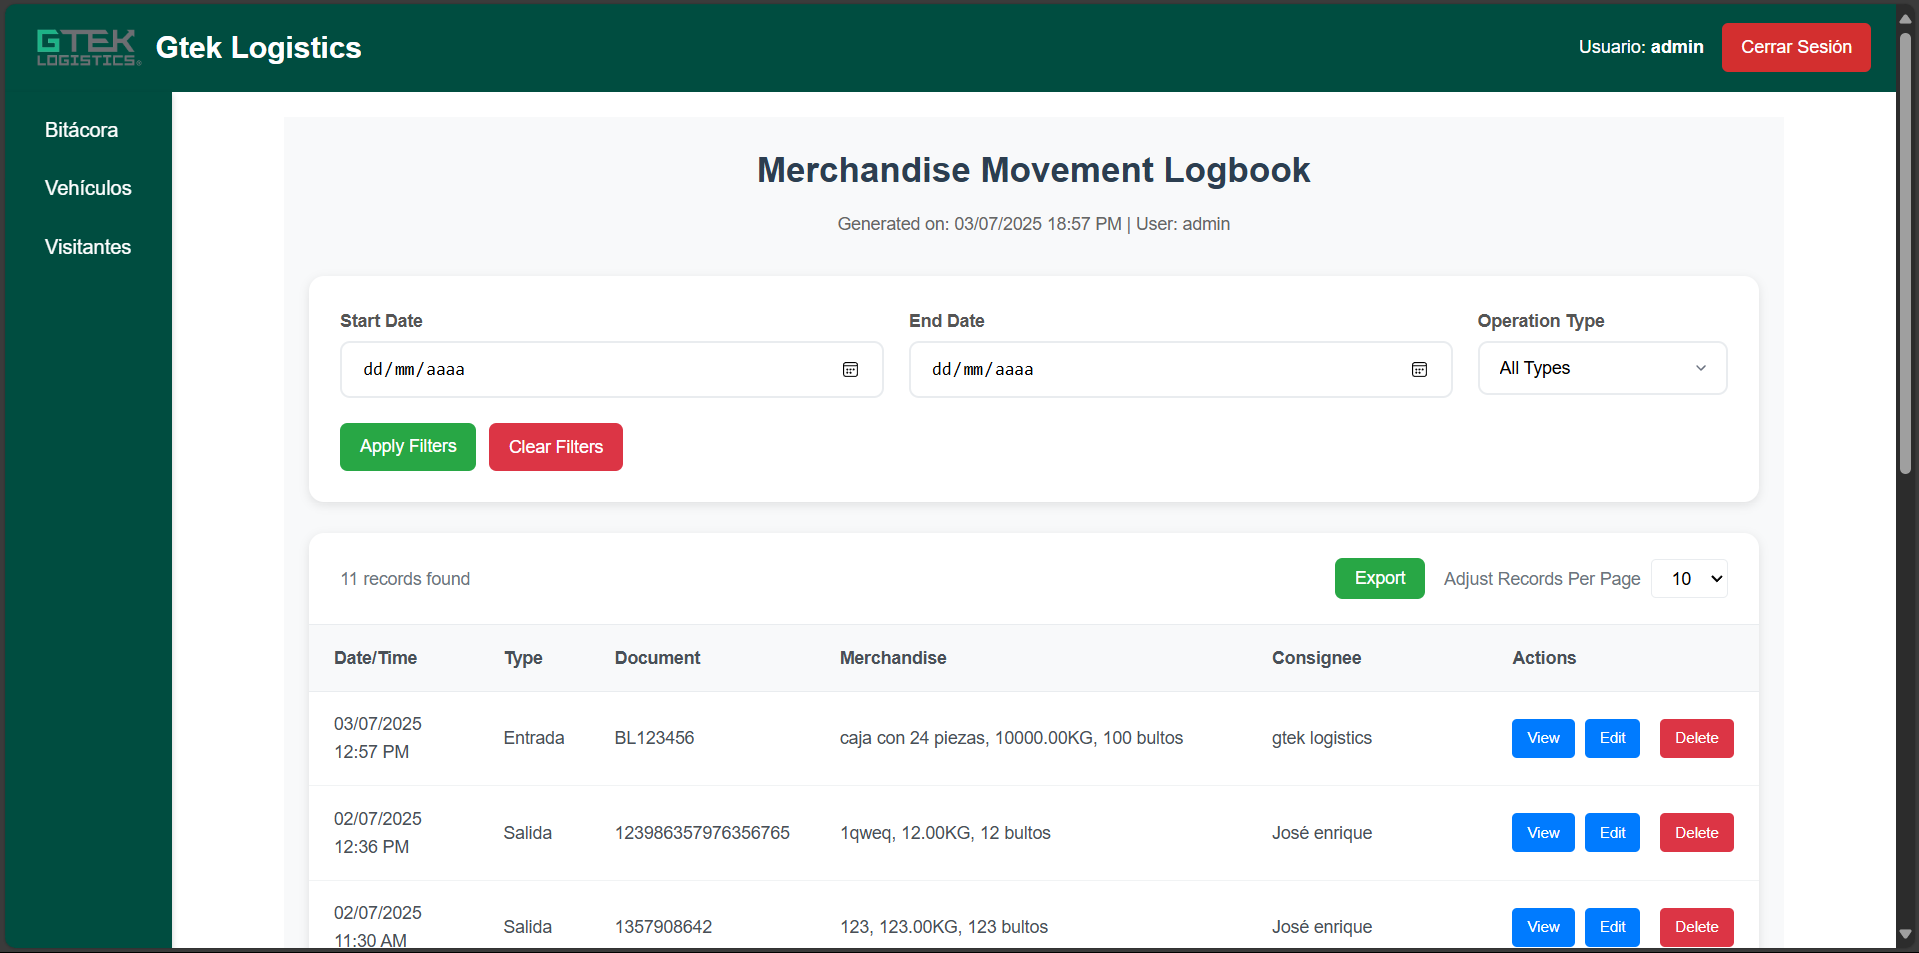 GTEK
LOGISTICS®
Gtek Logistics
Usuario: admin
Cerrar Sesión
Bitácora
Vehículos
Visitantes
Merchandise Movement Logbook
Generated on: 03/07/2025 18:57 PM | User: admin
Start Date
End Date
Operation Type
dd/mm/aaaa
dd/mm/aaaa
All Types
Apply Filters
Clear Filters
11 records found
Export
Adjust Records Per Page
10
Date/Time Type Document Merchandise Consignee Actions
03/07/2025
12:57 PM
Entrada BL123456 caja con 24 piezas, 10000.00KG, 100 bultos gtek logistics View Edit Delete
02/07/2025
12:36 PM
Salida 123986357976356765 1qweq, 12.00KG, 12 bultos José enrique View Edit Delete
02/07/2025
11:30 AM
Salida 1357908642 123, 123.00KG, 123 bultos José enrique View Edit Delete